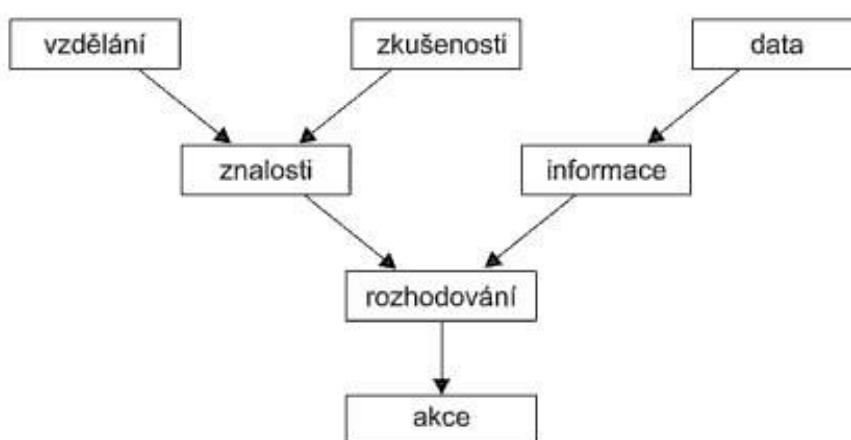 vzdělání
zkušenosti
data
znalosti
informace
rozhodování
akce